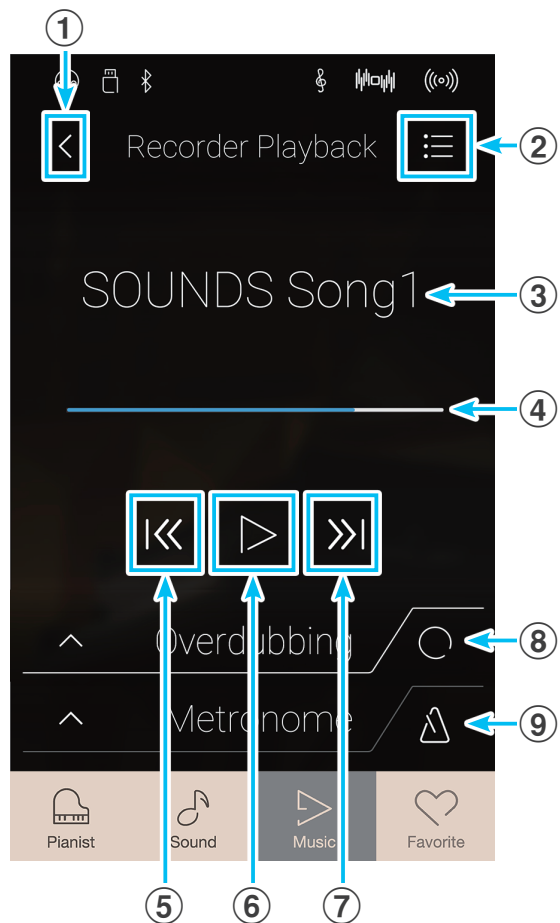 ①
Recorder Playback
②
SOUNDS Song1
③
④
Overdubbing
⑧
Metronome
⑨
Pianist Sound Music Favorite
⑤ ⑥ ⑦